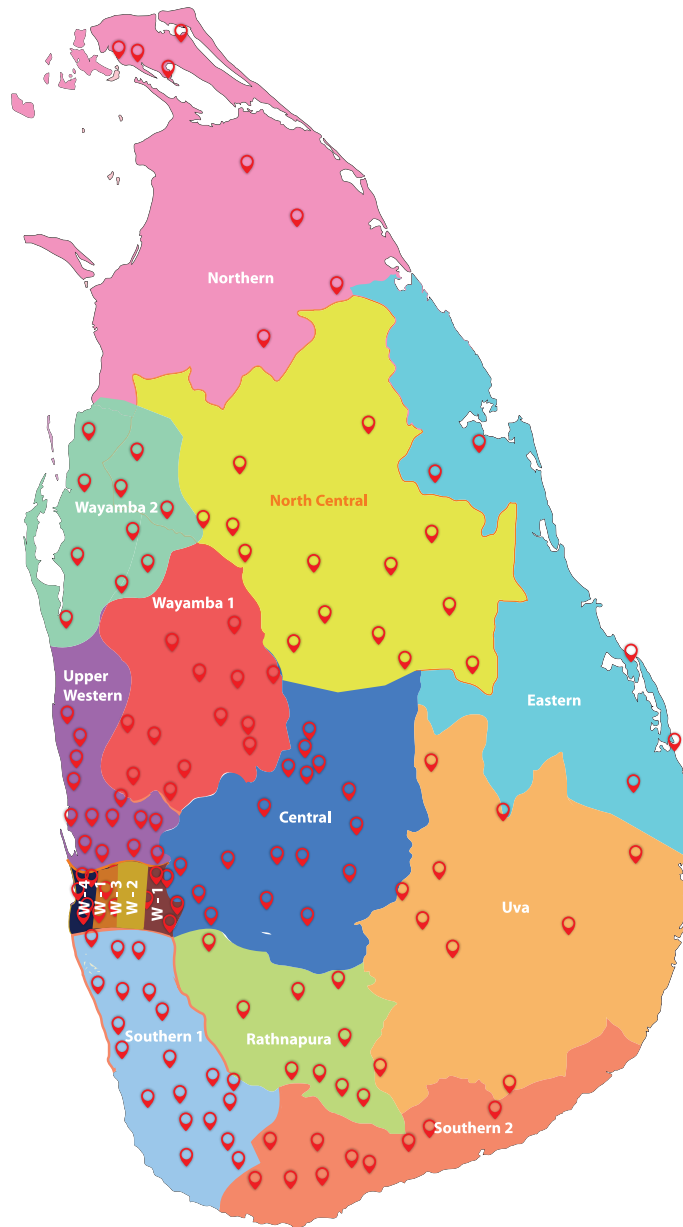 Northern
North Central
Wayamba 2
Wayamba 1
Upper
Western
Eastern
Central
W - 4
W - 1
W - 3
W - 2
W - 1
Uva
Southern 1
Rathnapura
Southern 2